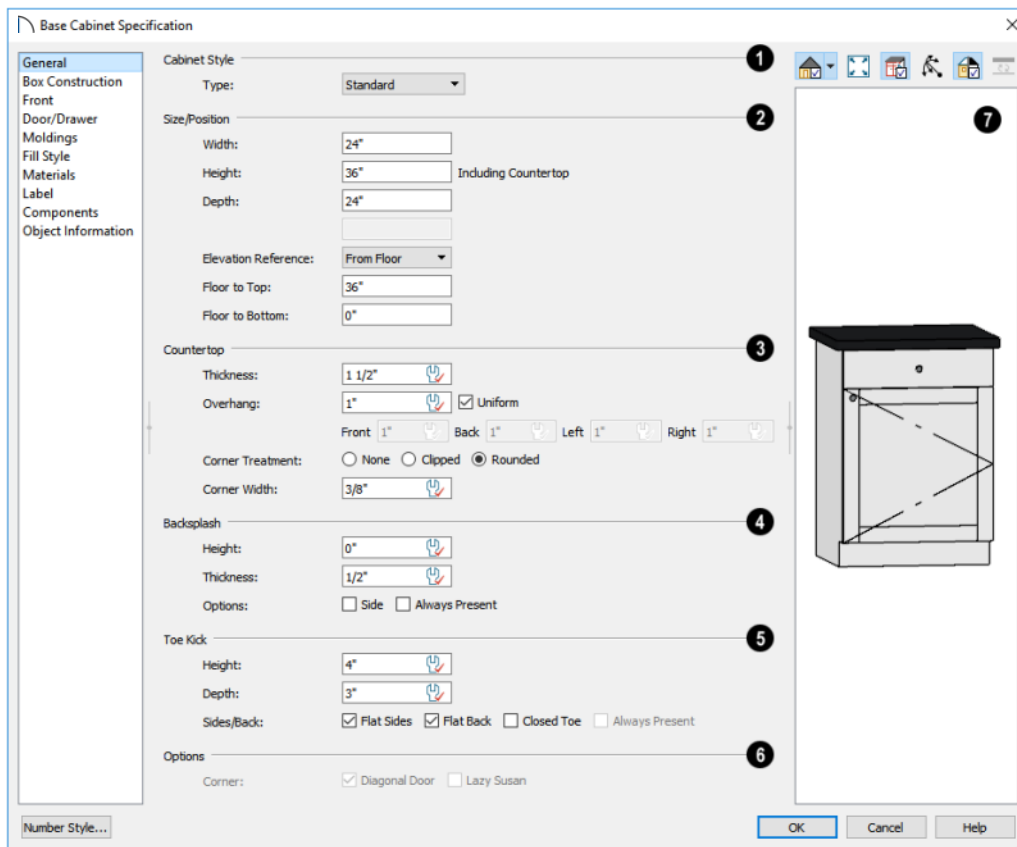 Base Cabinet Specification
General
Box Construction
Front
Door/Drawer
Moldings
Fill Style
Materials
Label
Components
Object Information
Cabinet Style 1
Type: Standard
Size/Position 2
Width: 24"
Height: 36" Including Countertop
Depth: 24"
Elevation Reference: From Floor
Floor to Top: 36"
Floor to Bottom: 0"
Countertop 3
Thickness: 1 1/2"
Overhang: 1" Uniform
Front 1" Back 1" Left 1" Right 1"
Corner Treatment: None Clipped Rounded
Corner Width: 3/8"
Backsplash 4
Height: 0"
Thickness: 1/2"
Options: Side Always Present
Toe Kick 5
Height: 4"
Depth: 3"
Sides/Back: Flat Sides Flat Back Closed Toe Always Present
Options 6
Corner: Diagonal Door Lazy Susan
7
Number Style... OK Cancel Help